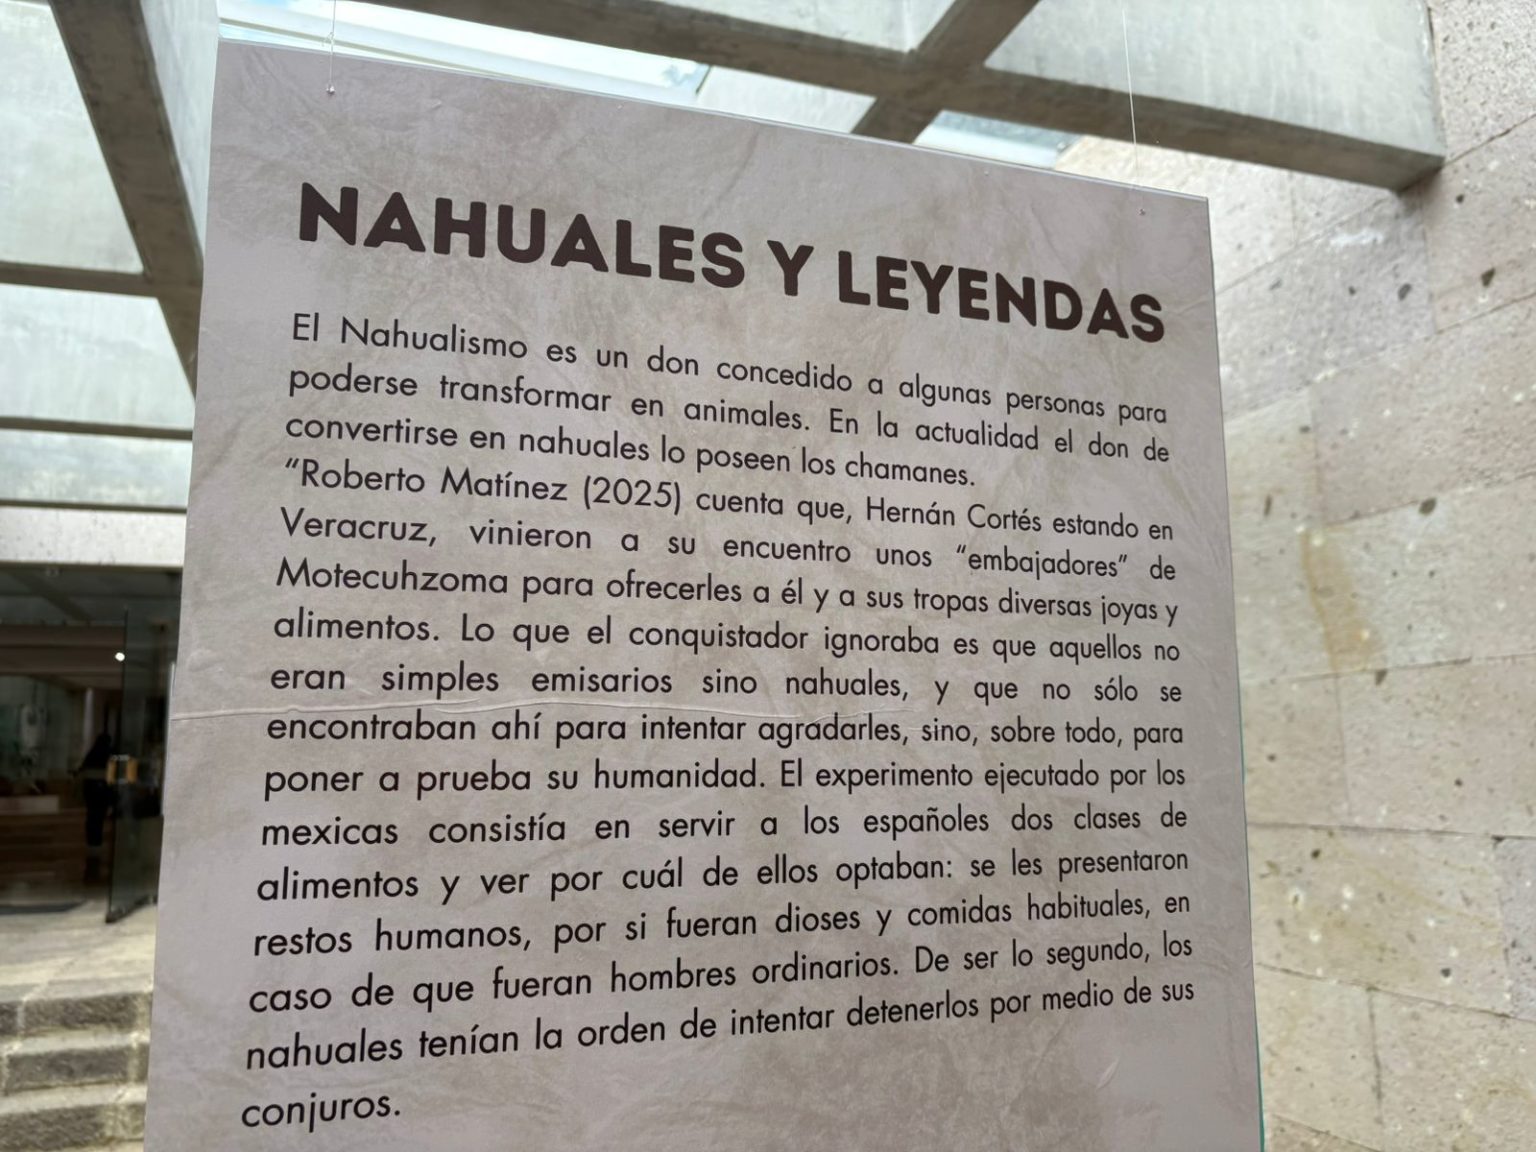 NAHUALES Y LEYENDAS
El Nahualismo es un don concedido a algunas personas para
poderse transformar en animales. En la actualidad el don de
convertirse en nahuales lo poseen los chamanes.
“Roberto Matínez (2025) cuenta que, Hernán Cortés estando en
Veracruz, vinieron a su encuentro unos “embajadores” de
Motecuhzoma para ofrecerles a él y a sus tropas diversas joyas y
alimentos. Lo que el conquistador ignoraba es que aquellos no
eran simples emisarios sino nahuales, y que no sólo se
encontraban ahí para intentar agradarles, sino, sobre todo, para
poner a prueba su humanidad. El experimento ejecutado por los
mexicas consistía en servir a los españoles dos clases de
alimentos y ver por cuál de ellos optaban: se les presentaron
restos humanos, por si fueran dioses y comidas habituales, en
caso de que fueran hombres ordinarios. De ser lo segundo, los
nahuales tenían la orden de intentar detenerlos por medio de sus
conjuros.